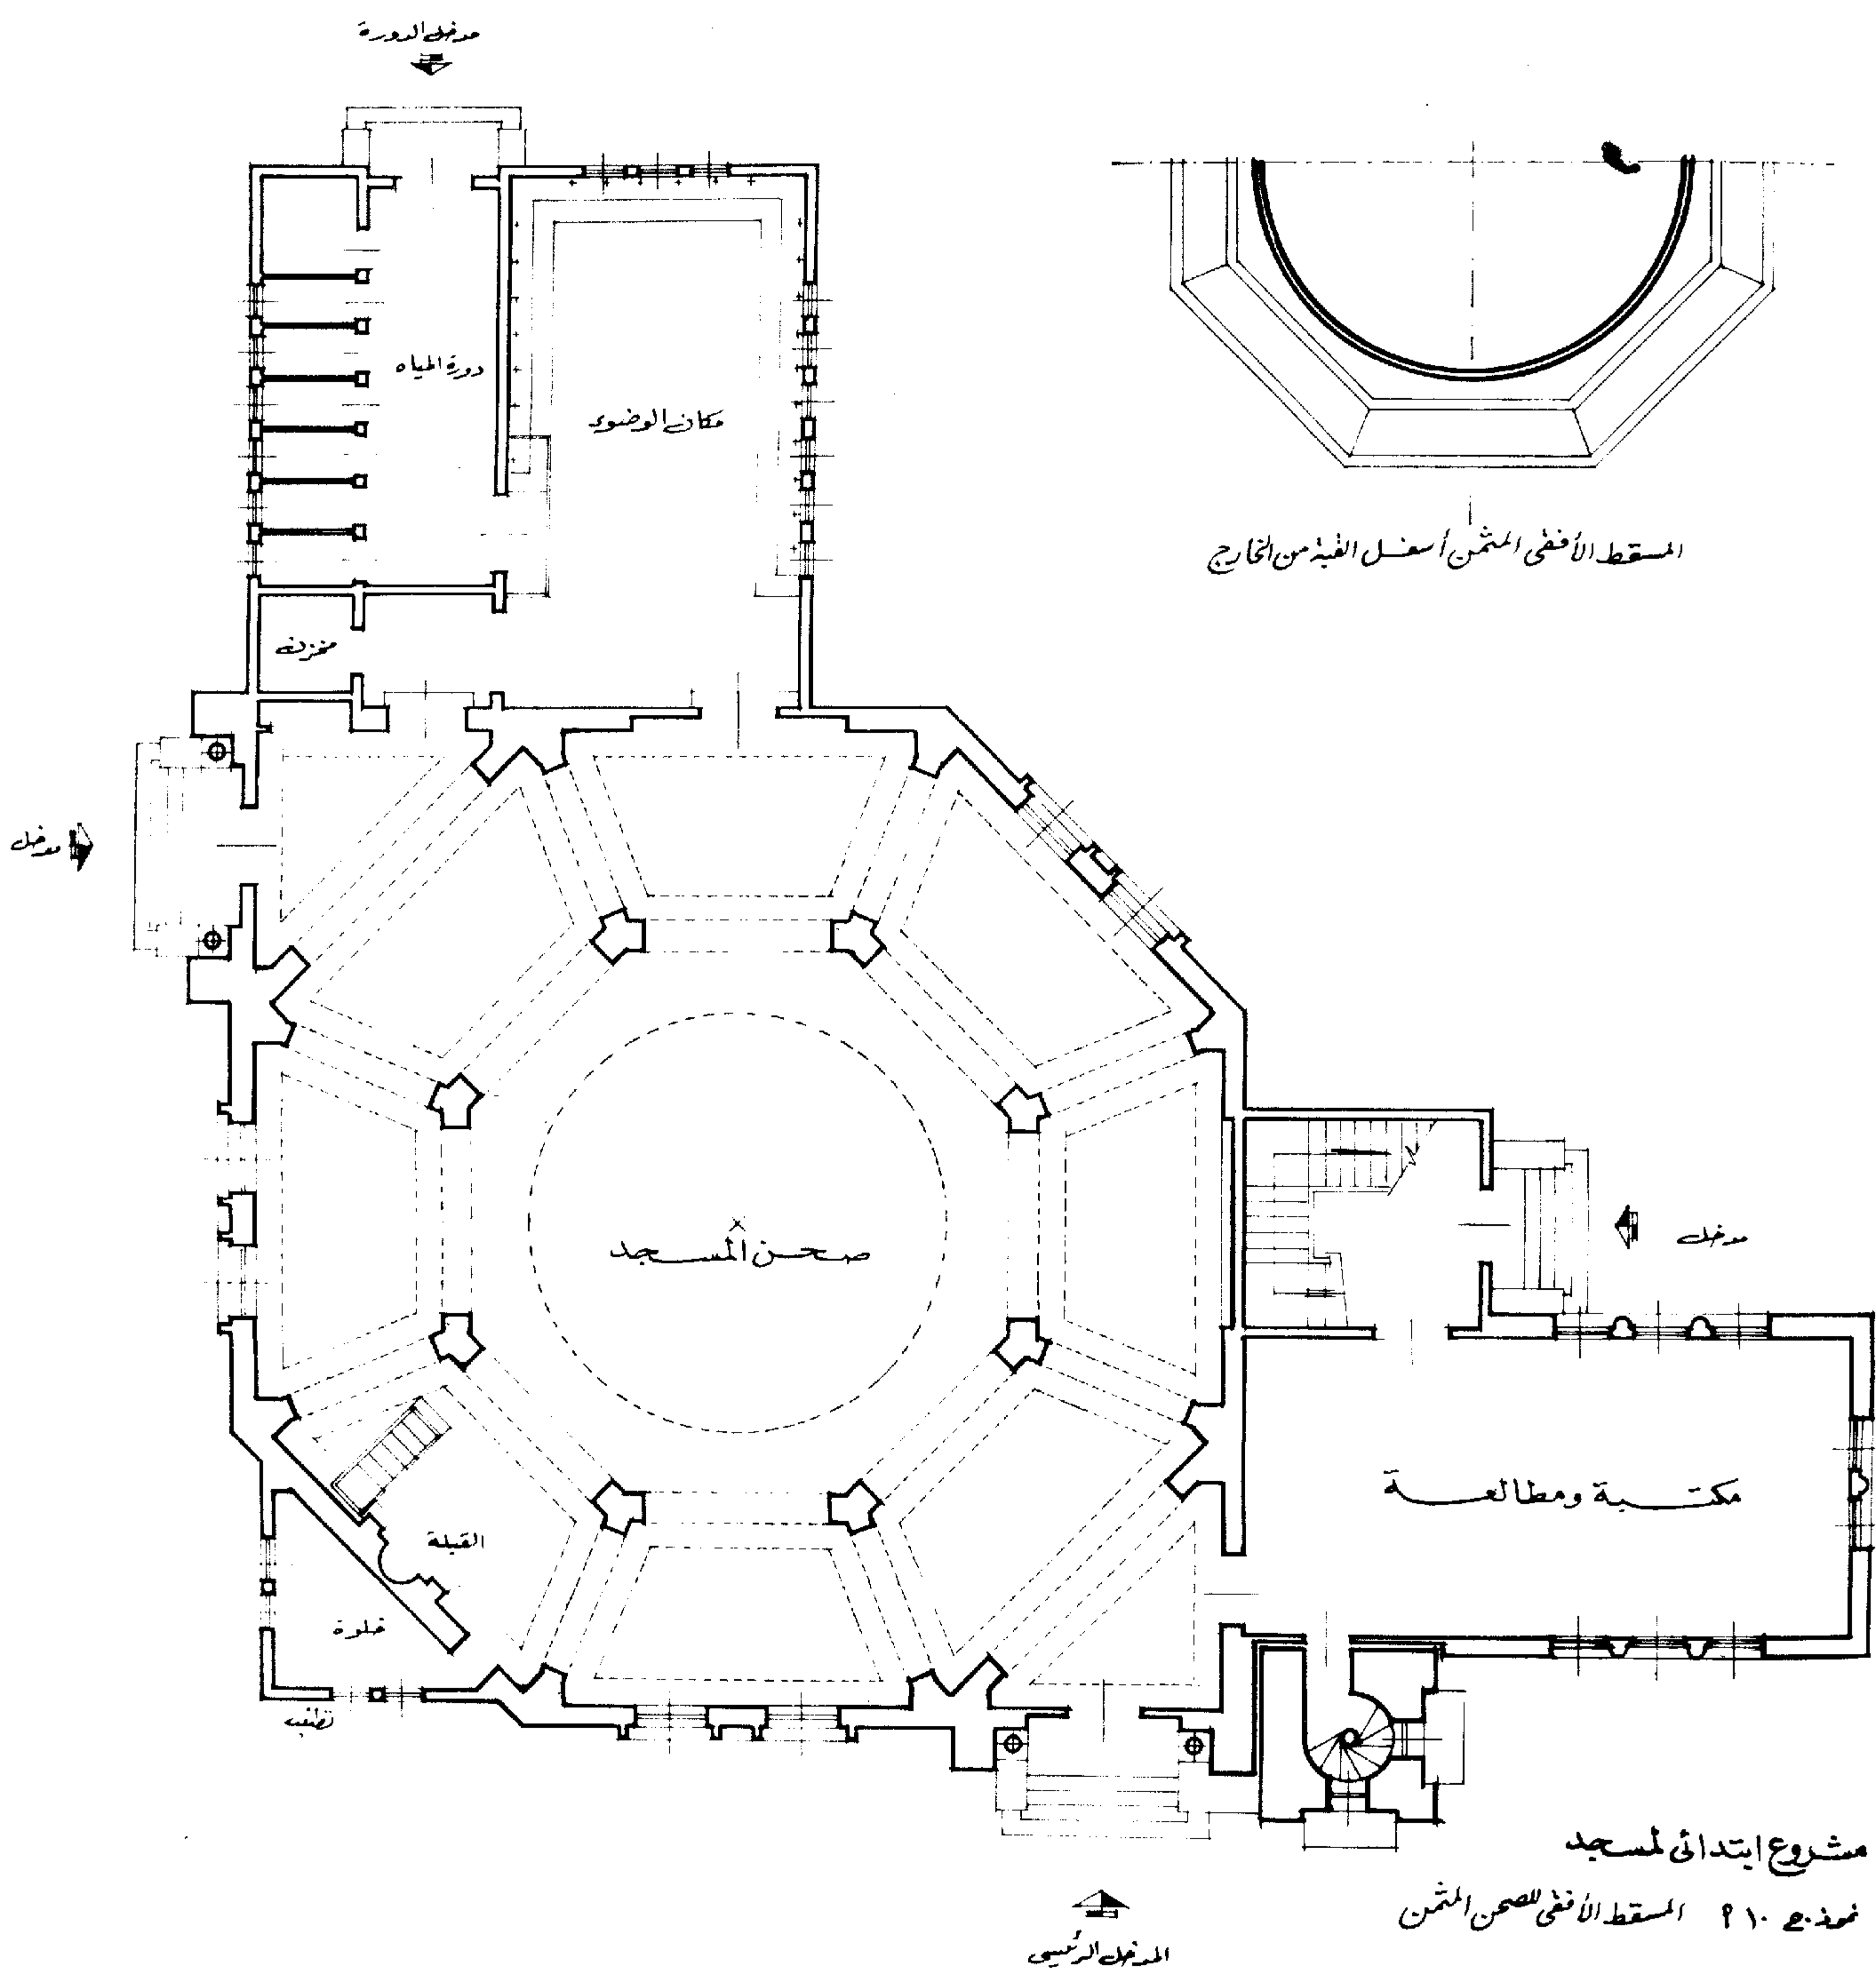 مدخل الدورة
دورة المياه
مكان الوضوء
المسقط الأفقى المثمن أسفل القبة من الخارج
مخزن
مدخل
صحن المسجد
مدخل
مكتبة ومطالعة
القبلة
خلوة
المدخل الرئيسى
مشروع ابتدائى لمسجد
نموذج ١٠ م المسقط الأفقى للصحن المثمن